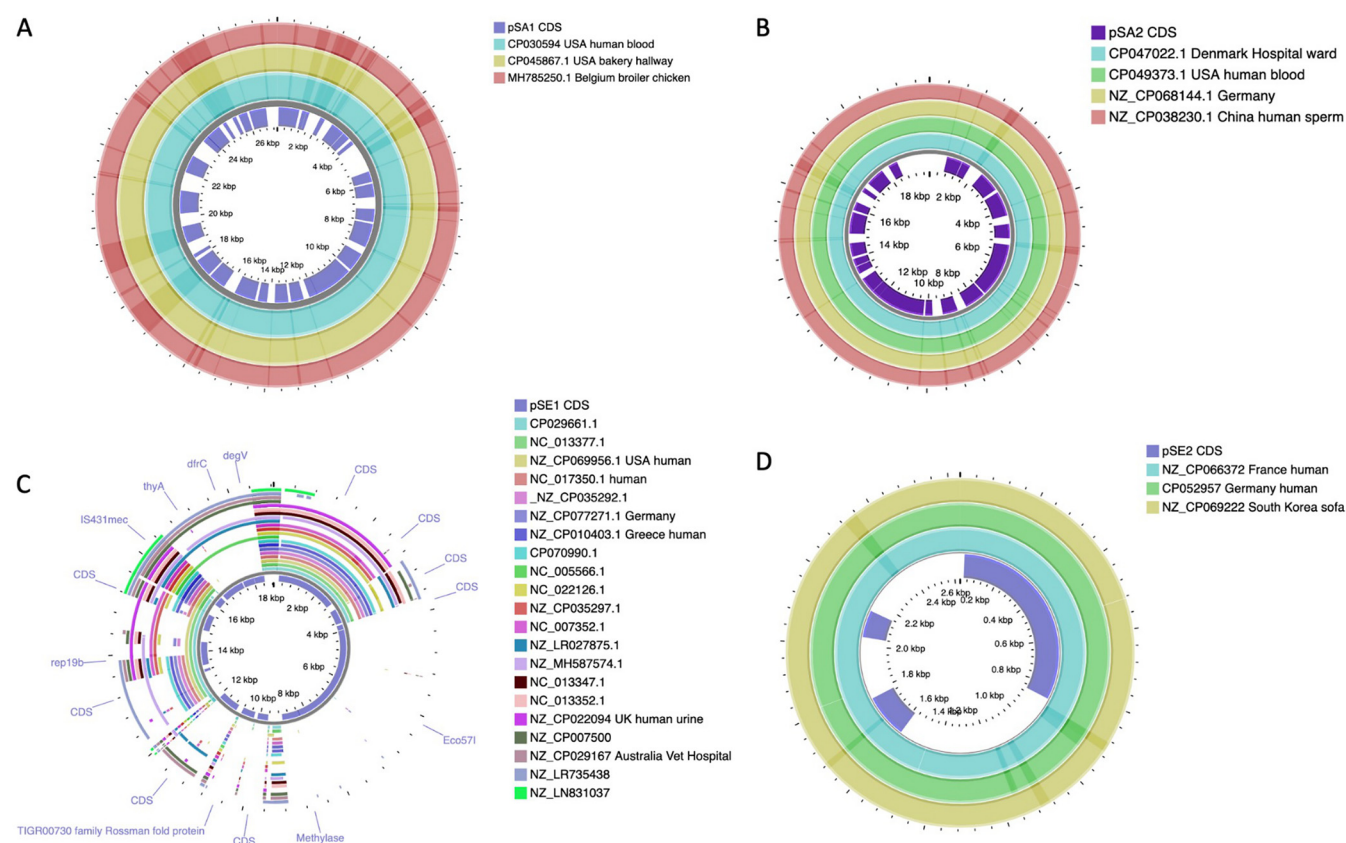 A
pSA1 CDS
CP030594 USA human blood
CP045867.1 USA bakery hallway
MH785250.1 Belgium broiler chicken
26 kbp
2 kbp
4 kbp
6 kbp
8 kbp
10 kbp
12 kbp
14 kbp
16 kbp
18 kbp
20 kbp
22 kbp
24 kbp
B
pSA2 CDS
CP047022.1 Denmark Hospital ward
CP049373.1 USA human blood
NZ_CP068144.1 Germany
NZ_CP038230.1 China human sperm
18 kbp
2 kbp
4 kbp
6 kbp
8 kbp
10 kbp
12 kbp
14 kbp
16 kbp
C
pSE1 CDS
CP029661.1
NC_013377.1
NZ_CP069956.1 USA human
NC_017350.1 human
_NZ_CP035292.1
NZ_CP077271.1 Germany
NZ_CP010403.1 Greece human
CP070990.1
NC_005566.1
NC_022126.1
NZ_CP035297.1
NC_007352.1
NZ_LR027875.1
NZ_MH587574.1
NC_013347.1
NC_013352.1
NZ_CP022094 UK human urine
NZ_CP007500
NZ_CP029167 Australia Vet Hospital
NZ_LR735438
NZ_LN831037
degV
dfrC
thyA
IS431mec
CDS
rep19b
CDS
CDS
TIGR00730 family Rossman fold protein
CDS
Methylase
Eco57I
CDS
CDS
CDS
CDS
18 kbp
2 kbp
4 kbp
6 kbp
8 kbp
10 kbp
12 kbp
14 kbp
16 kbp
D
pSE2 CDS
NZ_CP066372 France human
CP052957 Germany human
NZ_CP069222 South Korea sofa
2.6 kbp
0.2 kbp
0.4 kbp
0.6 kbp
0.8 kbp
1.0 kbp
1.6 kbp
1.8 kbp
2.0 kbp
2.2 kbp
2.4 kbp